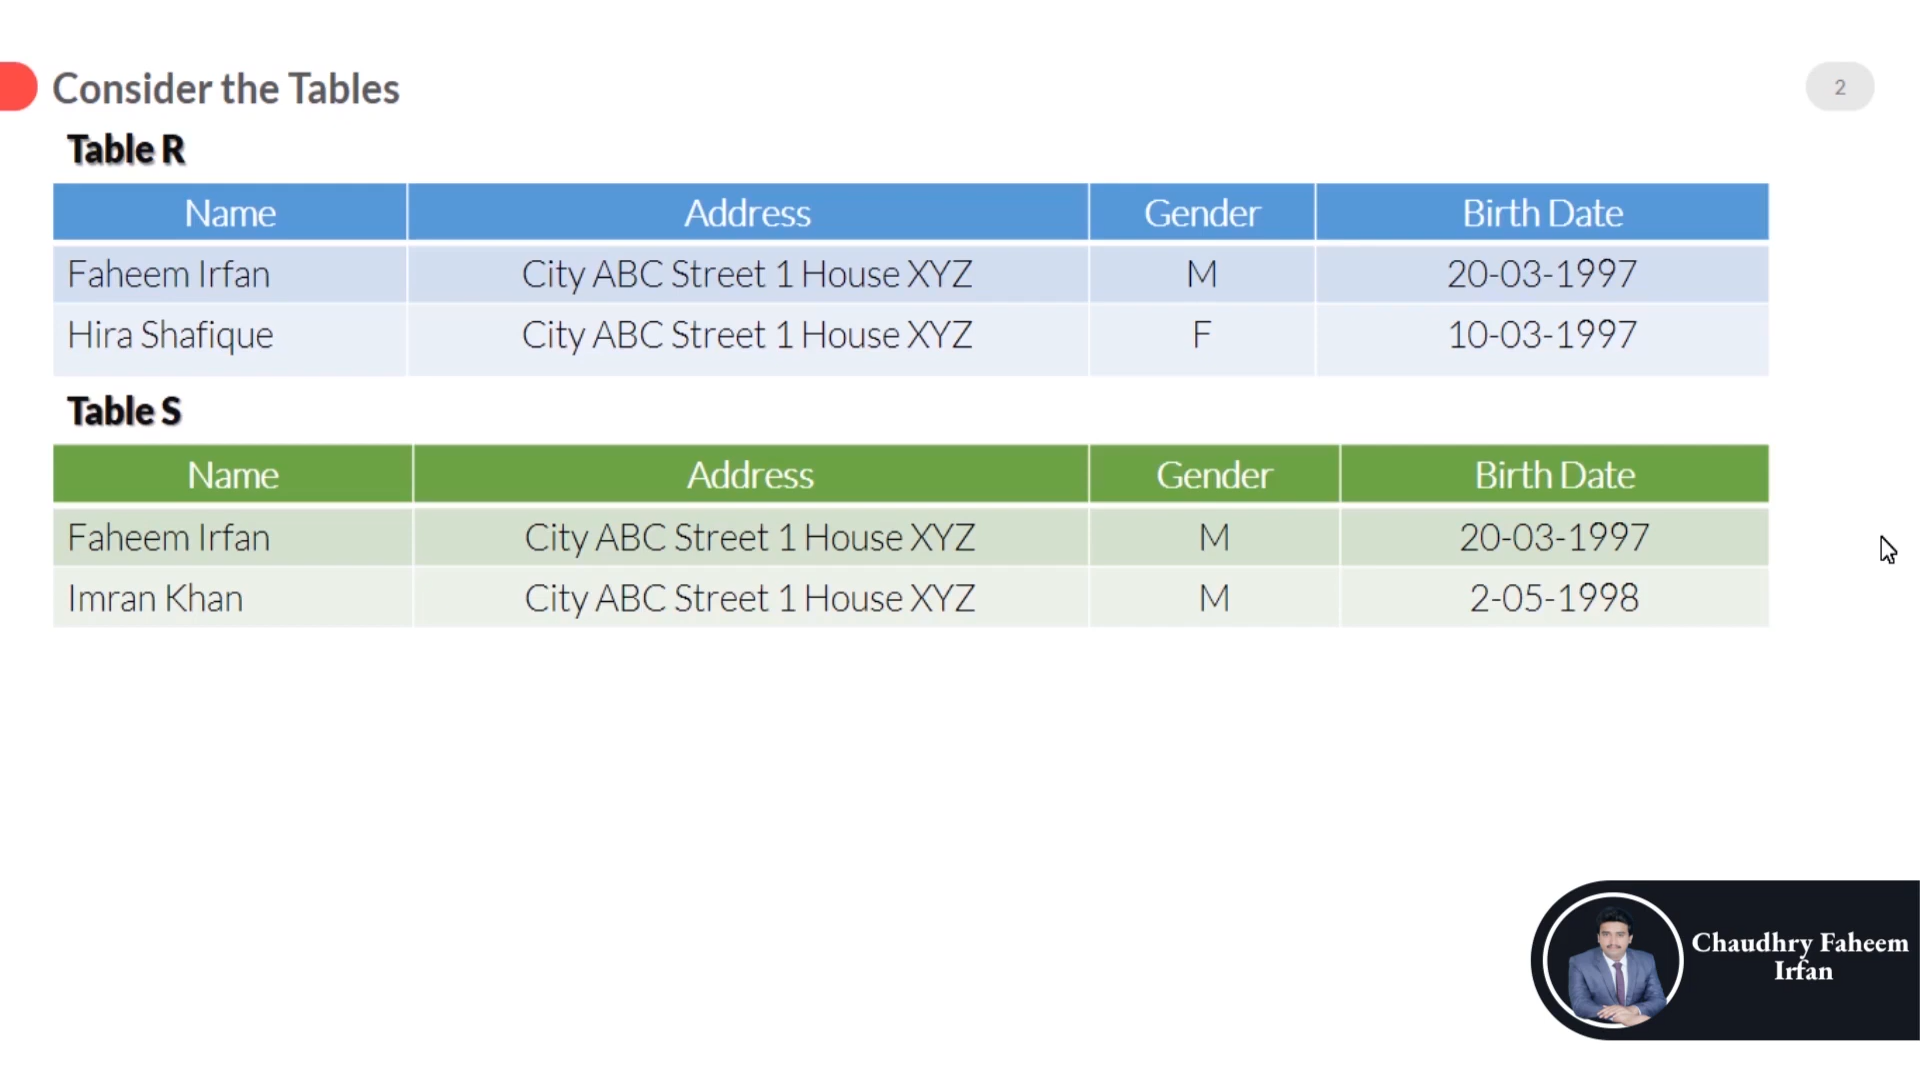 Consider the Tables
2
Table R
Name Address Gender Birth Date
Faheem Irfan City ABC Street 1 House XYZ M 20-03-1997
Hira Shafique City ABC Street 1 House XYZ F 10-03-1997
Table S
Name Address Gender Birth Date
Faheem Irfan City ABC Street 1 House XYZ M 20-03-1997
Imran Khan City ABC Street 1 House XYZ M 2-05-1998
Chaudhry Faheem
Irfan